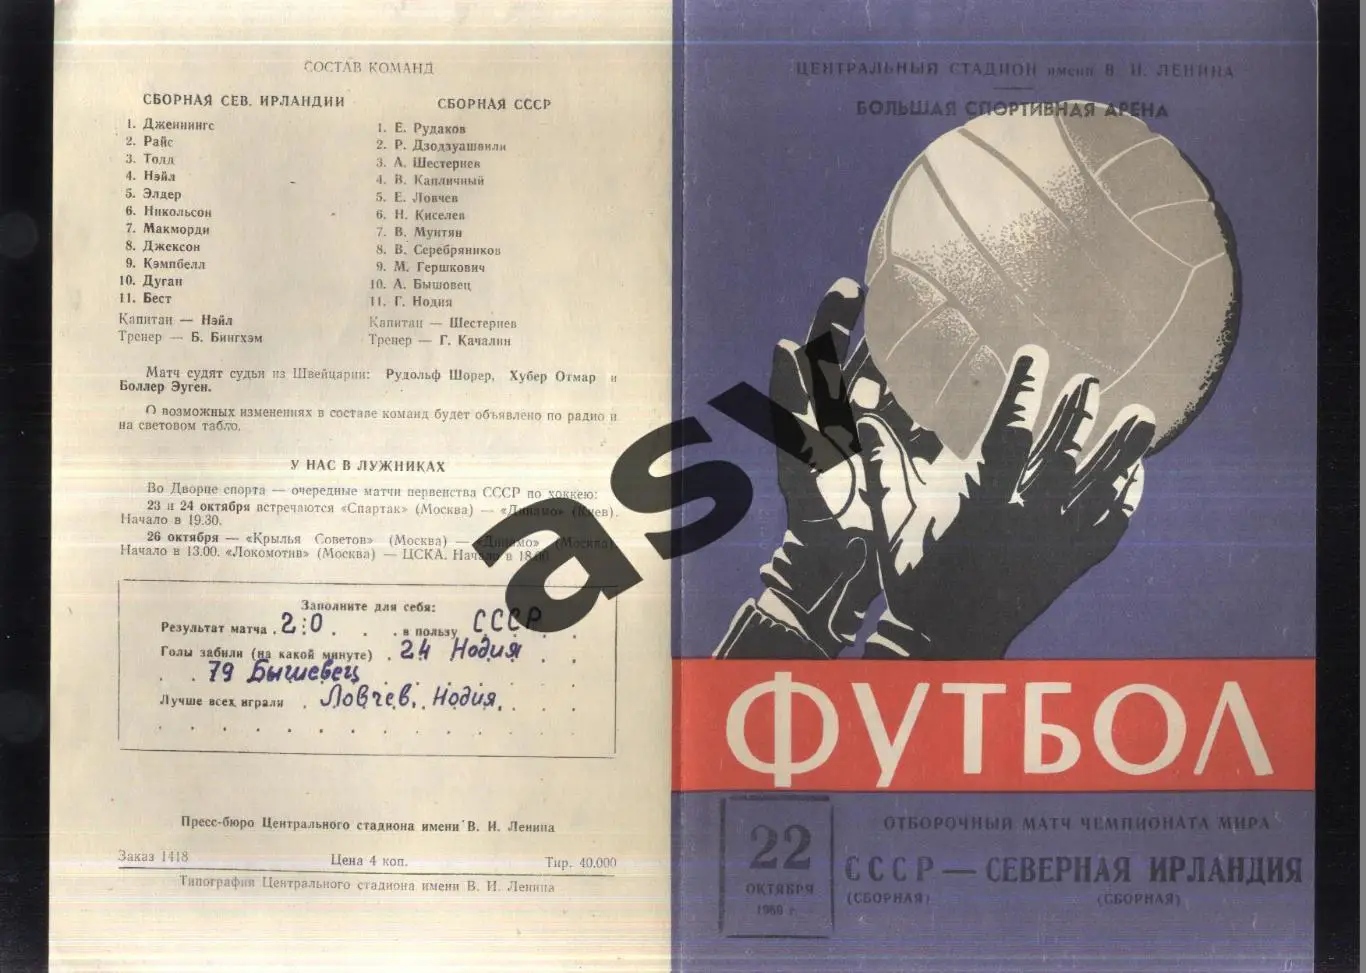 СОСТАВ КОМАНД
СБОРНАЯ СЕВ. ИРЛАНДИИ
1. Дженнингс
2. Райс
3. Толд
4. Нэйл
5. Элдер
6. Никольсон
7. Макморди
8. Джексон
9. Кэмпбелл
10. Дуган
11. Бест
Капитан — Нэйл
Тренер — Б. Бингхэм
СБОРНАЯ СССР
1. Е. Рудаков
2. Р. Дзодзуашвили
3. А. Шестернев
4. В. Капличный
5. Е. Ловчев
6. Н. Киселев
7. В. Мунтян
8. В. Серебряников
9. М. Гершкович
10. А. Бышовец
11. Г. Нодия
Капитан — Шестернев
Тренер — Г. Качалин
Матч судят судьи из Швейцарии: Рудольф Шорер, Хубер Отмар и
Боллер Эуген.
О возможных изменениях в составе команд будет объявлено по радио и
на световом табло.
У НАС В ЛУЖНИКАХ
Во Дворце спорта — очередные матчи первенства СССР по хоккею:
23 и 24 октября встречаются «Спартак» (Москва) — «Динамо» (Киев).
Начало в 19.30.
26 октября — «Крылья Советов» (Москва) — «Динамо» (Москва).
Начало в 13.00. «Локомотив» (Москва) — ЦСКА. Начало в 18.00
Заполните для себя:
Результат матча . 2:0 . . . в пользу СССР . .
Голы забили (на какой минуте) . 24 Нодия . .
. . 79 Бышевец . . . . . .
Лучше всех играли . Ловчев, Нодия, . .
Пресс-бюро Центрального стадиона имени В. И. Ленина
Заказ 1418 Цена 4 коп. Тир. 40.000
Типография Центрального стадиона имени В. И. Ленина
ЦЕНТРАЛЬНЫЙ СТАДИОН имени В. И. ЛЕНИНА
БОЛЬШАЯ СПОРТИВНАЯ АРЕНА
asv
ФУТБОЛ
22
ОКТЯБРЯ
1969 г.
ОТБОРОЧНЫЙ МАТЧ ЧЕМПИОНАТА МИРА
СССР — СЕВЕРНАЯ ИРЛАНДИЯ
(СБОРНАЯ) (СБОРНАЯ)